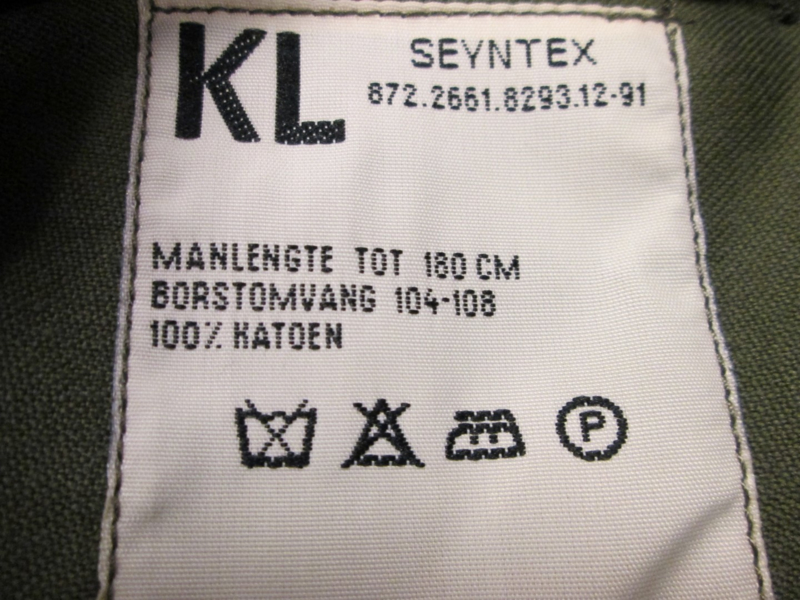 KL
SEYNTEX
872.2661.8293.12-91
MANLENGTE TOT 180 CM
BORSTOMVANG 104-108
100% KATOEN
P